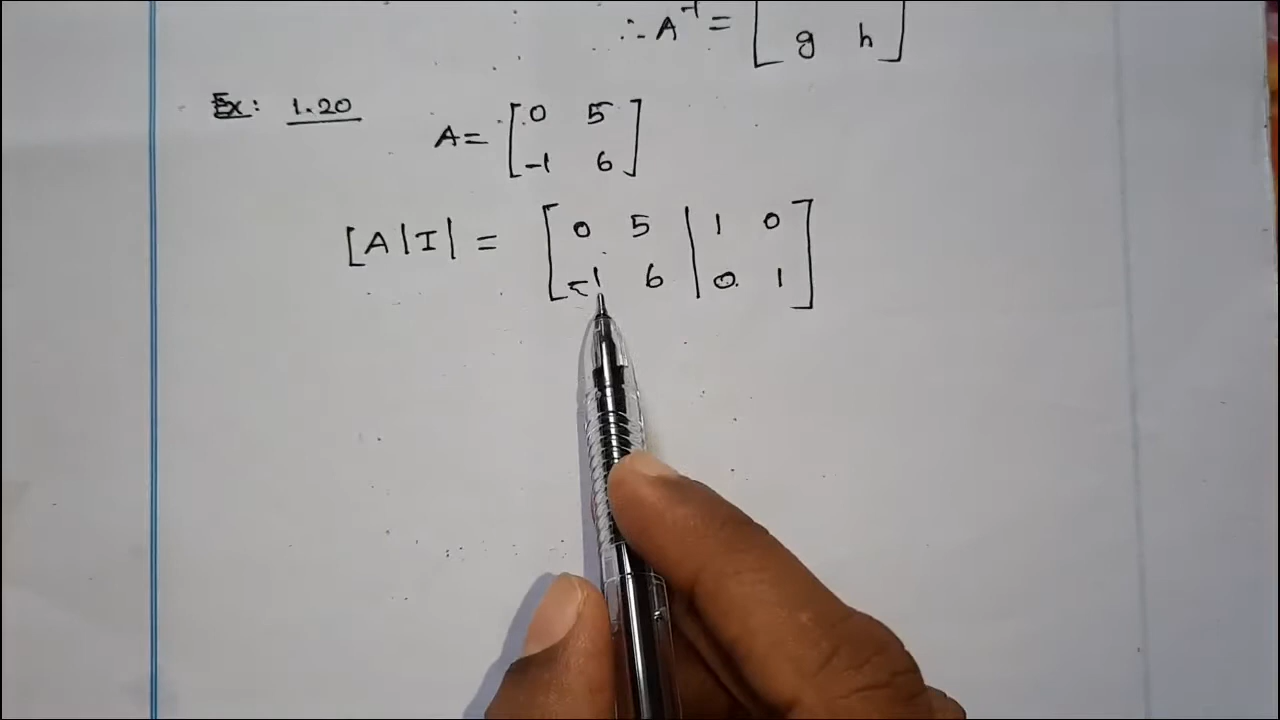 ∴ A⁻¹ = [ g h ]
Ex: 1.20
A = [ 0 5
-1 6 ]
[A|I| = [ 0 5 | 1 0
-1 6 | 0 1 ]